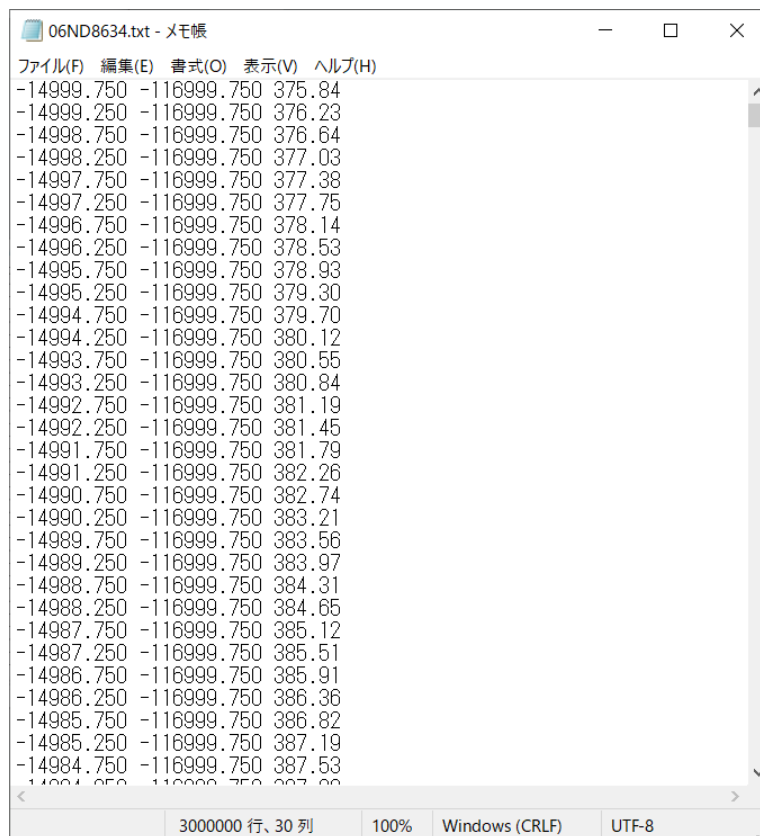 06ND8634.txt - メモ帳
ファイル(F) 編集(E) 書式(O) 表示(V) ヘルプ(H)
-14999.750 -116999.750 375.84
-14999.250 -116999.750 376.23
-14998.750 -116999.750 376.64
-14998.250 -116999.750 377.03
-14997.750 -116999.750 377.38
-14997.250 -116999.750 377.75
-14996.750 -116999.750 378.14
-14996.250 -116999.750 378.53
-14995.750 -116999.750 378.93
-14995.250 -116999.750 379.30
-14994.750 -116999.750 379.70
-14994.250 -116999.750 380.12
-14993.750 -116999.750 380.55
-14993.250 -116999.750 380.84
-14992.750 -116999.750 381.19
-14992.250 -116999.750 381.45
-14991.750 -116999.750 381.79
-14991.250 -116999.750 382.26
-14990.750 -116999.750 382.74
-14990.250 -116999.750 383.21
-14989.750 -116999.750 383.56
-14989.250 -116999.750 383.97
-14988.750 -116999.750 384.31
-14988.250 -116999.750 384.65
-14987.750 -116999.750 385.12
-14987.250 -116999.750 385.51
-14986.750 -116999.750 385.91
-14986.250 -116999.750 386.36
-14985.750 -116999.750 386.82
-14985.250 -116999.750 387.19
-14984.750 -116999.750 387.53
3000000 行、30 列 100% Windows (CRLF) UTF-8